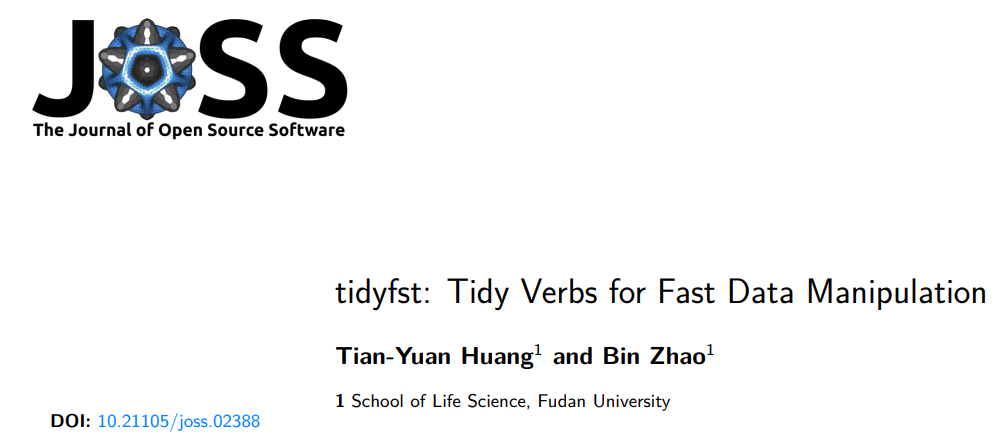 JOSS
The Journal of Open Source Software
tidyfst: Tidy Verbs for Fast Data Manipulation
Tian-Yuan Huang1 and Bin Zhao1
1 School of Life Science, Fudan University
DOI: 10.21105/joss.02388